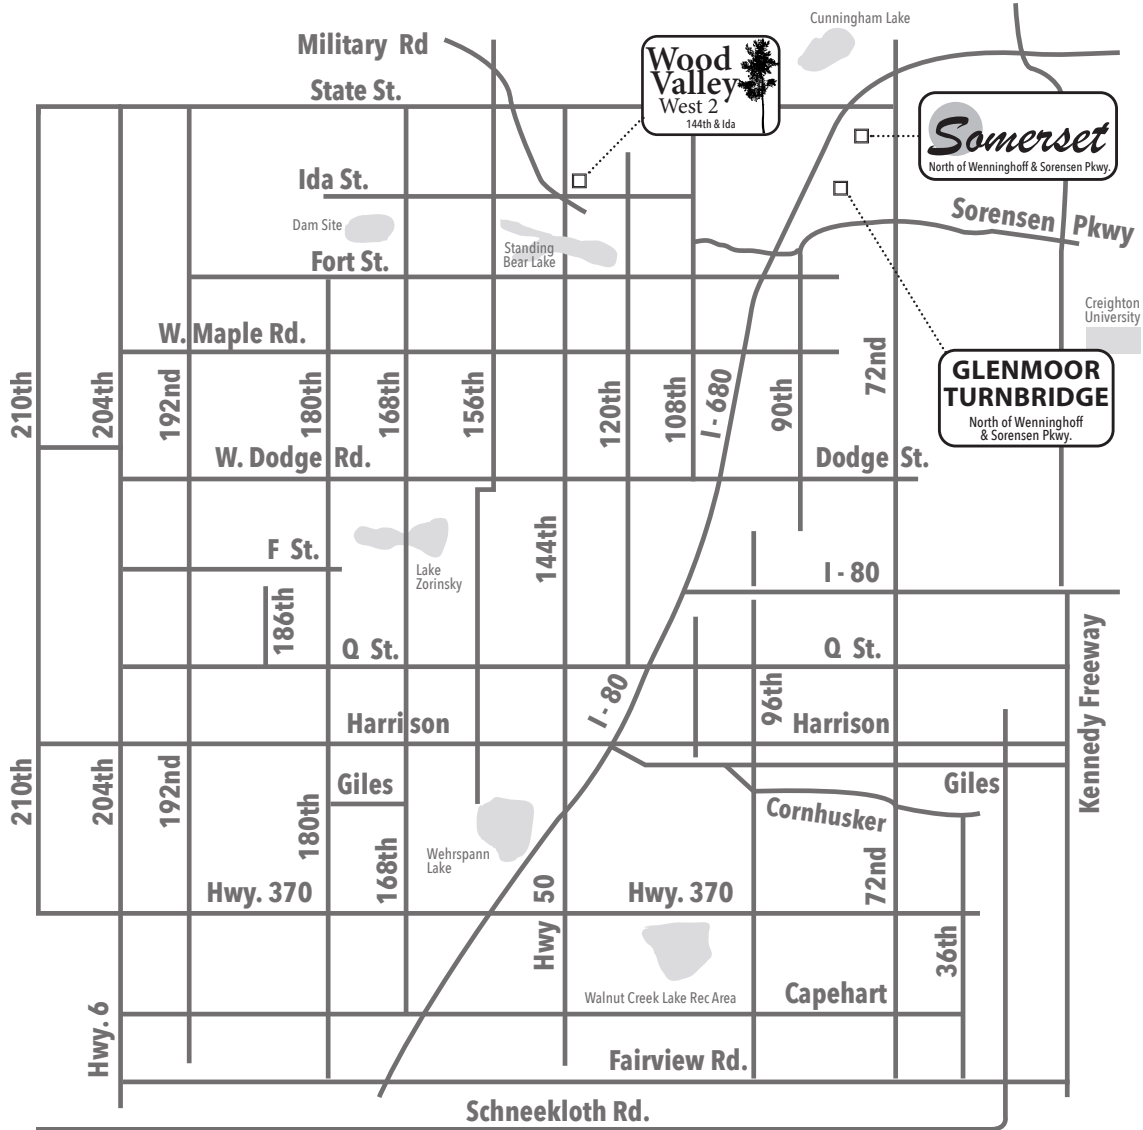 Cunningham Lake
Military Rd
Wood
Valley
West 2
144th & Ida
State St.
Somerset
North of Wenninghoff & Sorensen Pkwy.
Ida St.
Sorensen Pkwy
Dam Site
Standing
Bear Lake
Fort St.
Creighton
University
W. Maple Rd.
GLENMOOR
TURNBRIDGE
North of Wenninghoff
& Sorensen Pkwy.
210th
204th
192nd
180th
168th
156th
120th
108th
I - 680
90th
72nd
W. Dodge Rd.
Dodge St.
F St.
Lake
Zorinsky
144th
I - 80
186th
Q St.
Q St.
I - 80
96th
Kennedy Freeway
Harrison
Harrison
210th
204th
192nd
180th
Giles
Giles
Cornhusker
168th
Wehrspann
Lake
72nd
Hwy. 370
Hwy 50
Hwy. 370
36th
Walnut Creek Lake Rec Area
Capehart
Hwy. 6
Fairview Rd.
Schneekloth Rd.